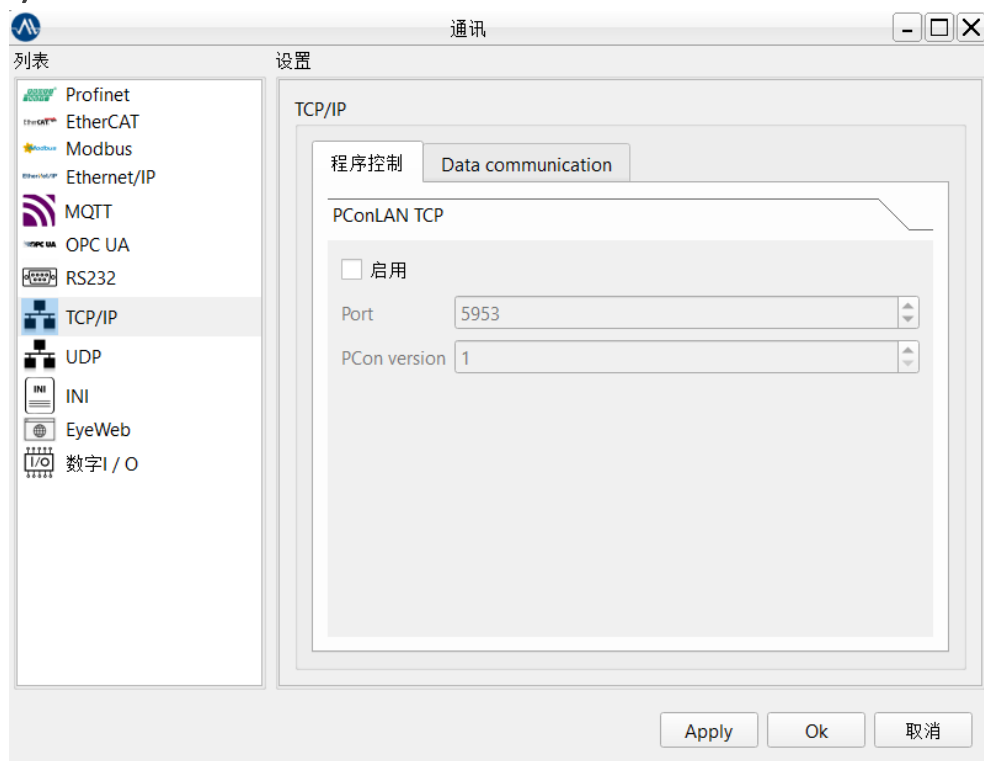 通讯
列表
设置
Profinet
EtherCAT
Modbus
Ethernet/IP
MQTT
OPC UA
RS232
TCP/IP
UDP
INI
INI
EyeWeb
I/O
数字I / O
TCP/IP
程序控制
Data communication
PConLAN TCP
启用
Port
5953
PCon version
1
Apply
Ok
取消